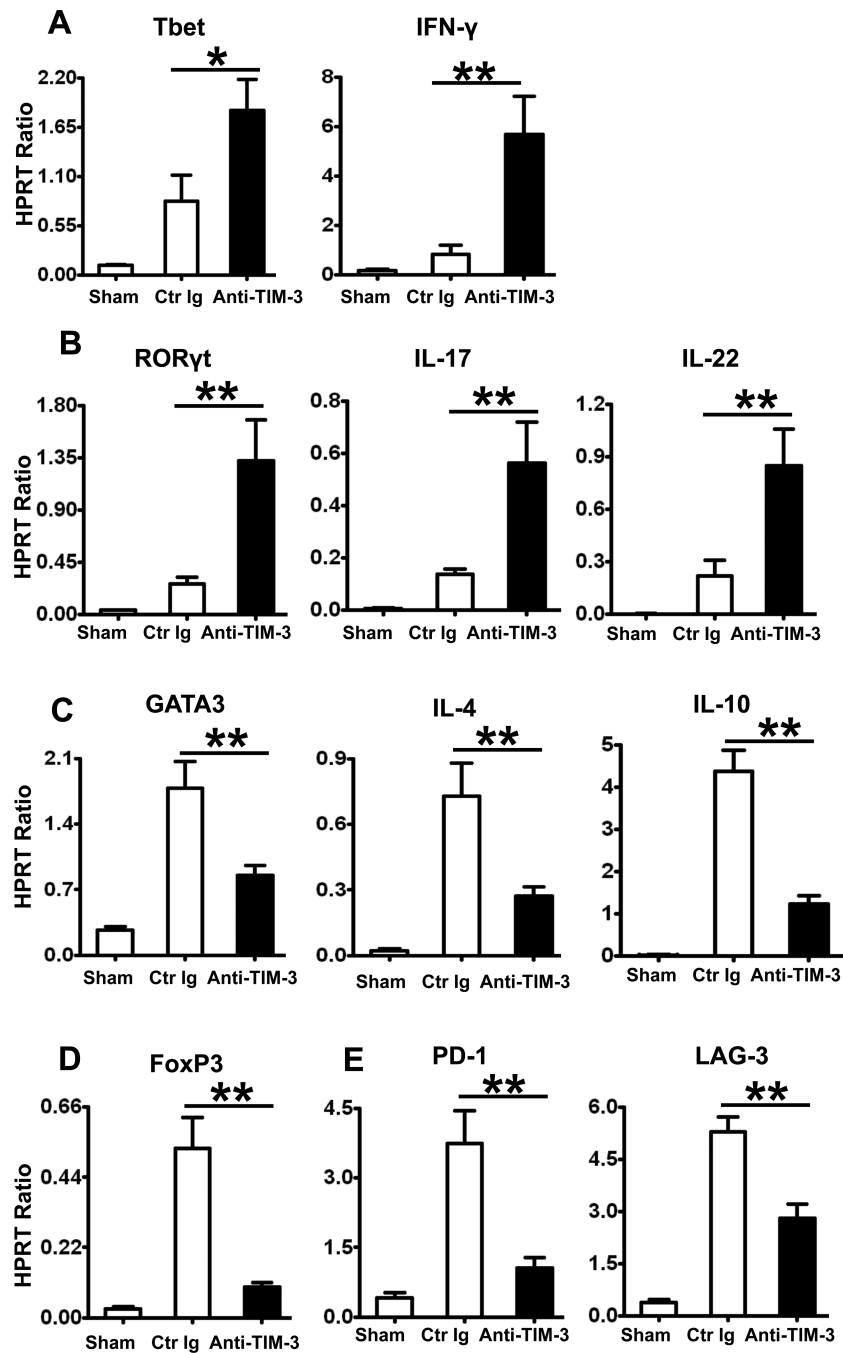 A
Tbet
IFN-γ
*
**
HPRT Ratio
2.20
1.65
1.10
0.55
0.00
8
6
4
2
0
Sham Ctr Ig Anti-TIM-3
Sham Ctr Ig Anti-TIM-3
B
RORγt
IL-17
IL-22
**
**
**
HPRT Ratio
1.80
1.35
0.90
0.45
0.00
0.8
0.6
0.4
0.2
0.0
1.2
0.9
0.6
0.3
0.0
Sham Ctr Ig Anti-TIM-3
Sham Ctr Ig Anti-TIM-3
Sham Ctr Ig Anti-TIM-3
C
GATA3
IL-4
IL-10
**
**
**
HPRT Ratio
2.1
1.4
0.7
0.0
0.9
0.6
0.3
0.0
5
4
3
2
1
0
Sham Ctr Ig Anti-TIM-3
Sham Ctr Ig Anti-TIM-3
Sham Ctr Ig Anti-TIM-3
D
FoxP3
E
PD-1
LAG-3
**
**
**
HPRT Ratio
0.66
0.44
0.22
0.00
4.5
3.0
1.5
0.0
6.0
4.5
3.0
1.5
0.0
Sham Ctr Ig Anti-TIM-3
Sham Ctr Ig Anti-TIM-3
Sham Ctr Ig Anti-TIM-3